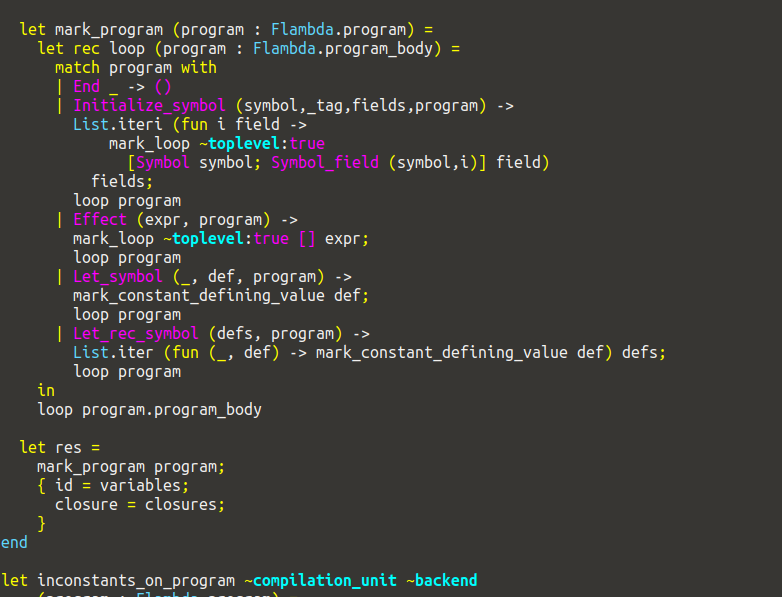 let mark_program (program : Flambda.program) =
let rec loop (program : Flambda.program_body) =
match program with
| End _ -> ()
| Initialize_symbol (symbol,_tag,fields,program) ->
List.iteri (fun i field ->
mark_loop ~toplevel:true
[Symbol symbol; Symbol_field (symbol,i)] field)
fields;
loop program
| Effect (expr, program) ->
mark_loop ~toplevel:true [] expr;
loop program
| Let_symbol (_, def, program) ->
mark_constant_defining_value def;
loop program
| Let_rec_symbol (defs, program) ->
List.iter (fun (_, def) -> mark_constant_defining_value def) defs;
loop program
in
loop program.program_body
let res =
mark_program program;
{ id = variables;
closure = closures;
}
end
let inconstants_on_program ~compilation_unit ~backend
(program : Flambda.program) =